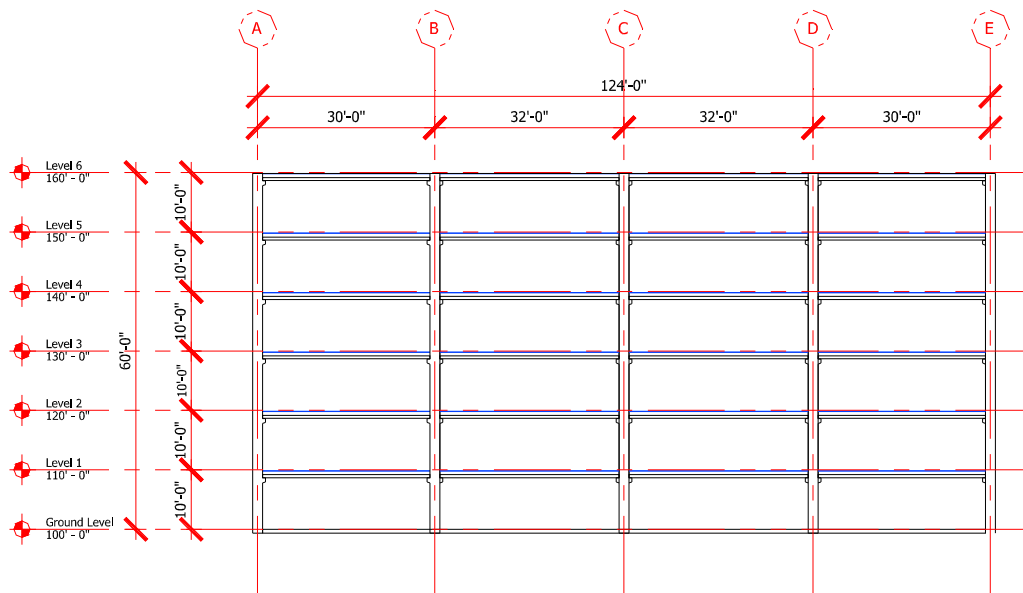 A B C D E
124'-0"
30'-0" 32'-0" 32'-0" 30'-0"
Level 6
160' - 0"
10'-0"
Level 5
150' - 0"
10'-0"
Level 4
140' - 0"
10'-0"
60'-0"
Level 3
130' - 0"
10'-0"
Level 2
120' - 0"
10'-0"
Level 1
110' - 0"
10'-0"
Ground Level
100' - 0"